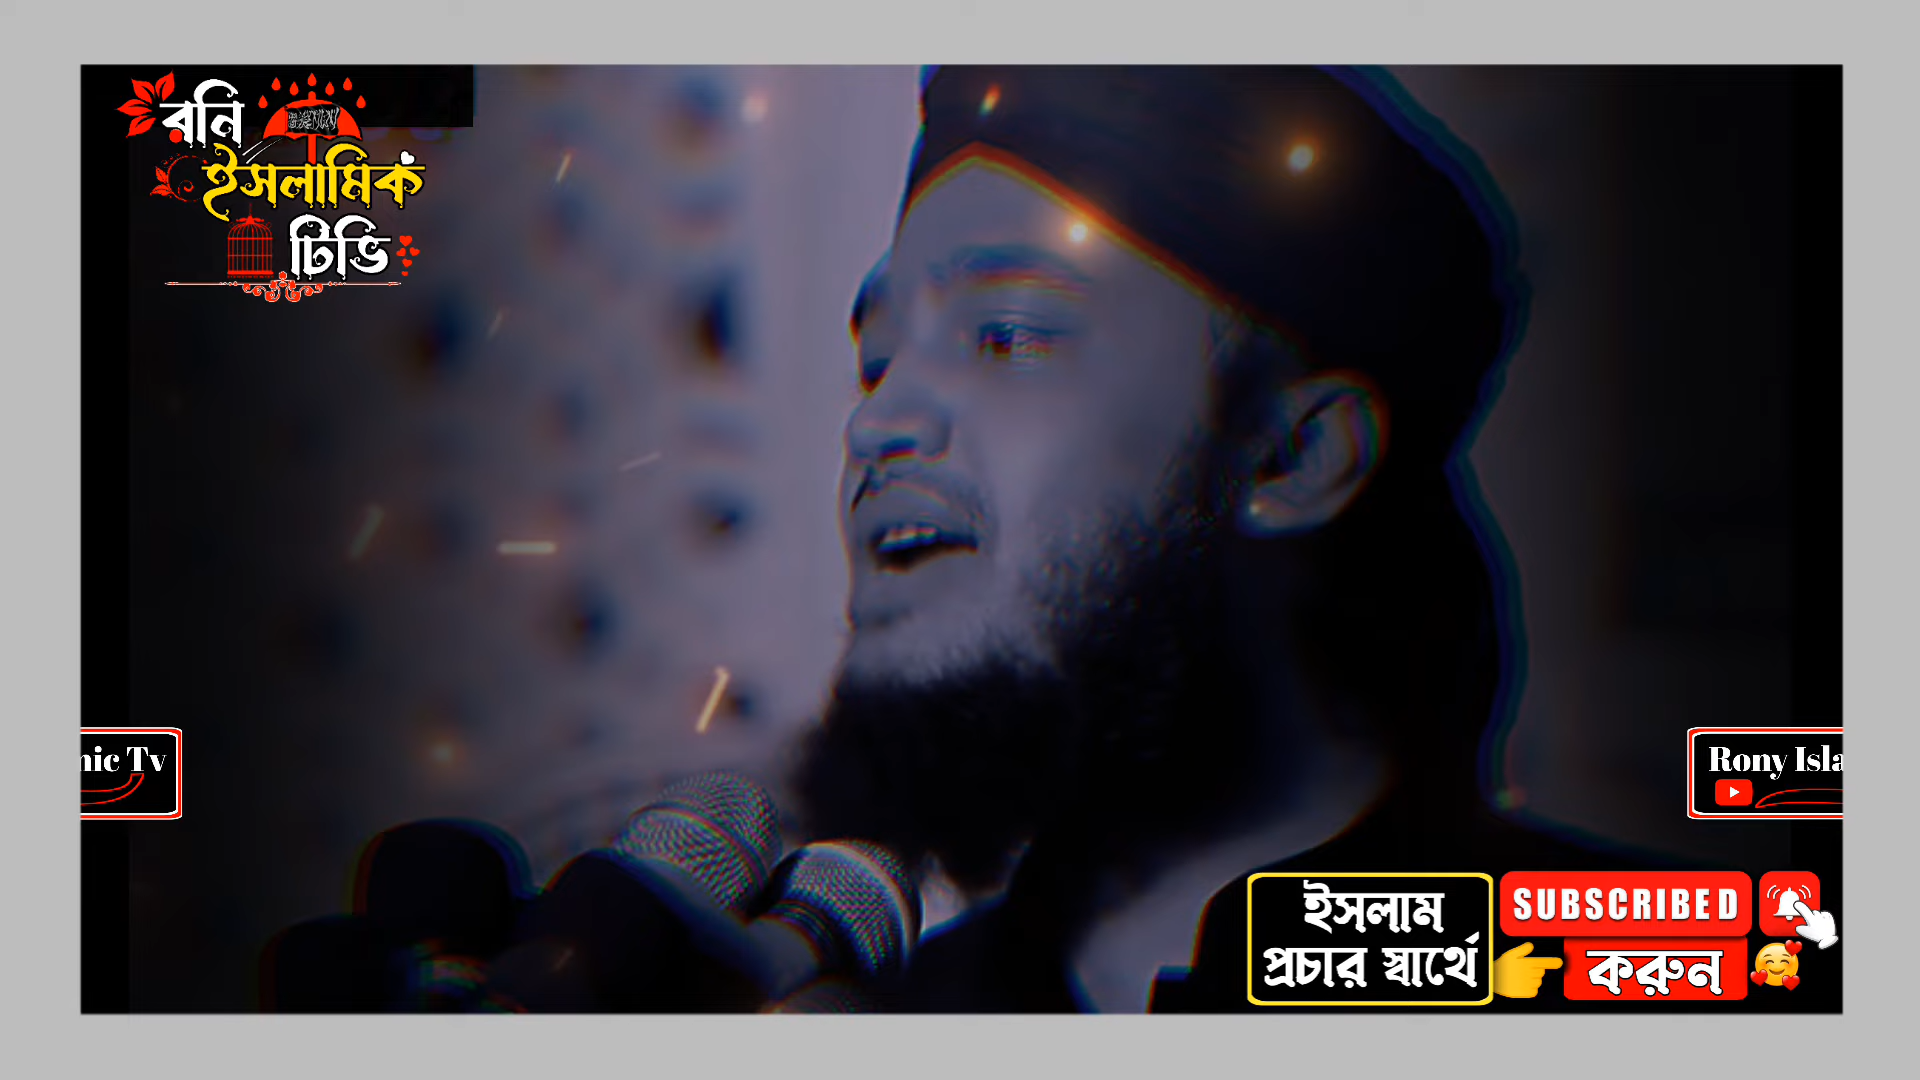 রনি
ইসলামিক
টিভি
nic Tv
Rony Isla
ইসলাম
প্রচার স্বার্থে
SUBSCRIBED
করুন্